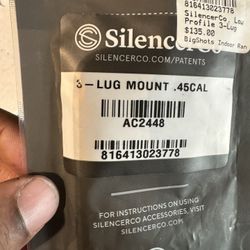 816413023778
SilencerCo, Low
Profile 3-Lug
$135.00
BigShots Indoor Ran
SilencerCo
SILENCERCO.COM/PATENTS
3-LUG MOUNT .45CAL
AC2448
816413023778
FOR INSTRUCTIONS ON USING
SILENCERCO ACCESSORIES, VISIT
SILENCERCO.COM